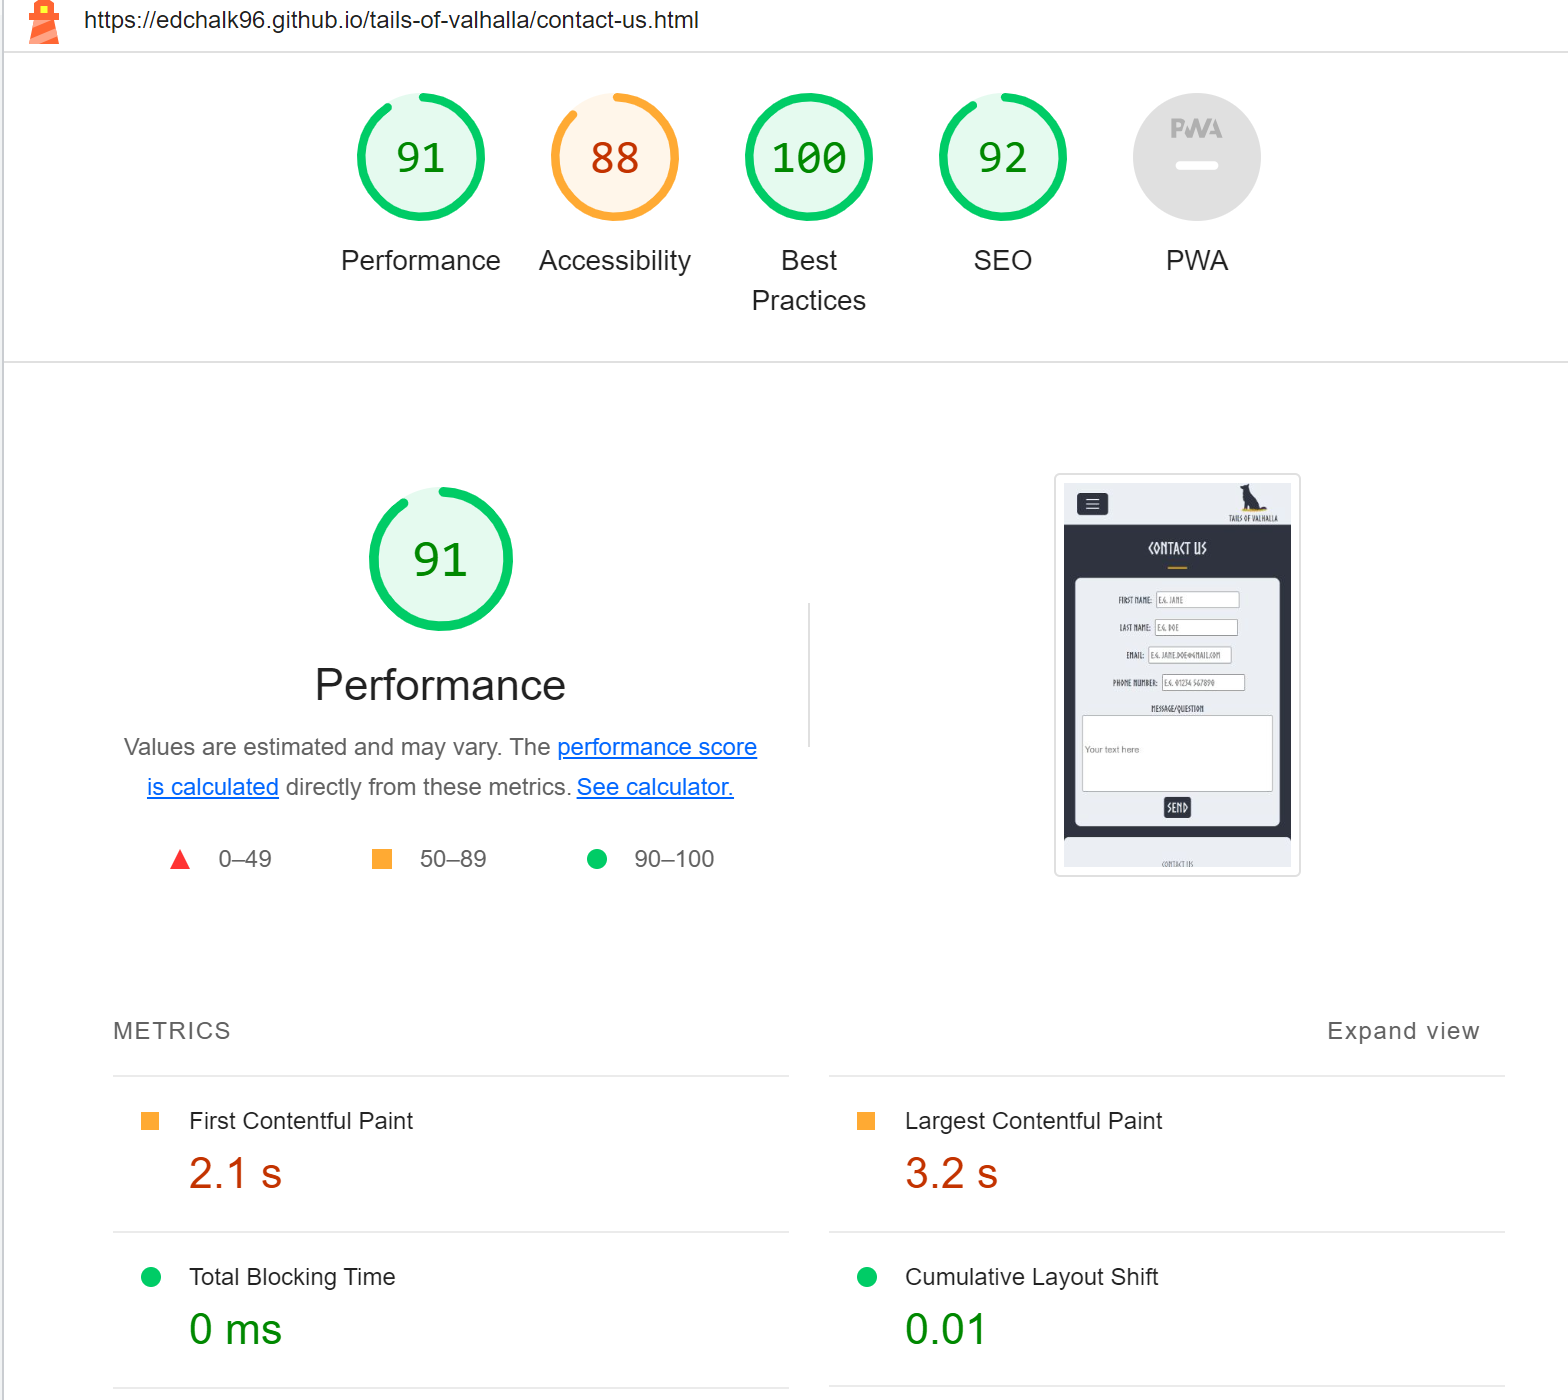 https://edchalk96.github.io/tails-of-valhalla/contact-us.html
91
88
100
92
PWA
Performance
Accessibility
Best
Practices
SEO
PWA
91
Performance
Values are estimated and may vary. The performance score
is calculated directly from these metrics. See calculator.
0–49
50–89
90–100
TAILS OF VALHALLA
CONTACT US
FIRST NAME:
E.G. JANE
LAST NAME:
E.G. DOE
EMAIL:
E.G. JANE.DOE@GMAIL.COM
PHONE NUMBER:
E.G. 01234 567890
MESSAGE/QUESTION
Your text here
SEND
CONTACT US
METRICS
Expand view
First Contentful Paint
2.1 s
Largest Contentful Paint
3.2 s
Total Blocking Time
0 ms
Cumulative Layout Shift
0.01